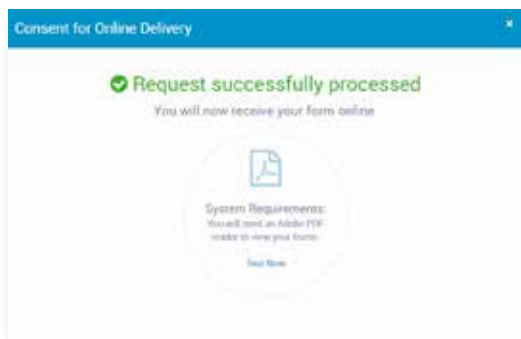 Consent for Online Delivery
Request successfully processed
You will now receive your form online
System Requirements:
You will need an Adobe PDF
reader to view your forms.
Test Now